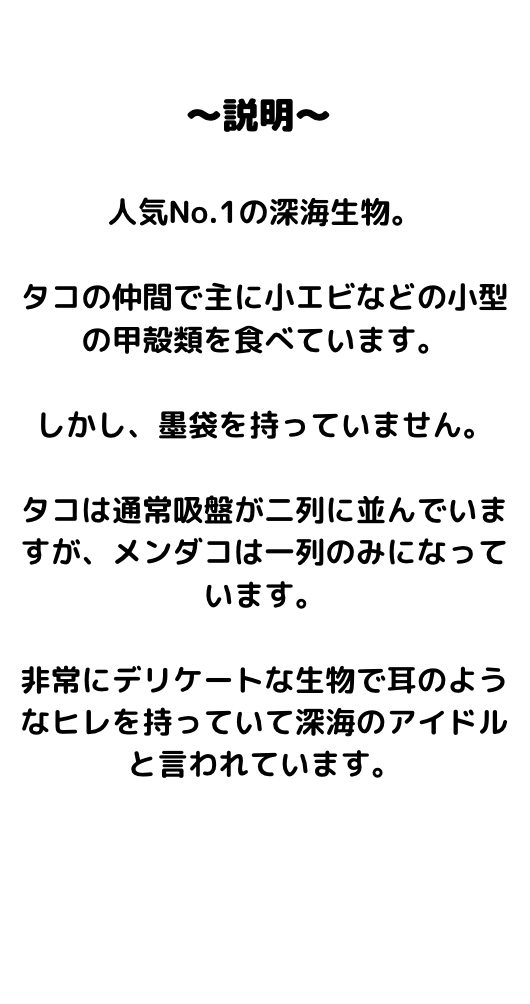 〜説明〜
人気No.1の深海生物。
タコの仲間で主に小エビなどの小型
の甲殻類を食べています。
しかし、墨袋を持っていません。
タコは通常吸盤が二列に並んでいま
すが、メンダコは一列のみになって
います。
非常にデリケートな生物で耳のよう
なヒレを持っていて深海のアイドル
と言われています。